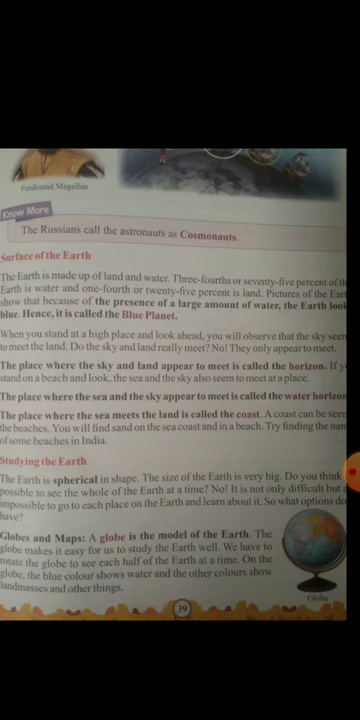 Ferdinand Magellan
Know More
The Russians call the astronauts as Cosmonauts.
Surface of the Earth
The Earth is made up of land and water. Three-fourths or seventy-five percent of
Earth is water and one-fourth or twenty-five percent is land. Pictures of the
show that because of the presence of a large amount of water, the Earth
blue. Hence, it is called the Blue Planet.
When you stand at a high place and look ahead, you will observe that the sky
to meet the land. Do the sky and land really meet? No! They only appear to meet.
The place where the sky and land appear to meet is called the horizon. If
stand on a beach and look, the sea and the sky also seem to meet at a place.
The place where the sea and the sky appear to meet is called the water
The place where the sea meets the land is called the coast. A coast can be
the beaches. You will find sand on the sea coast and in a beach. Try finding the
of some beaches in India.
Studying the Earth
The Earth is spherical in shape. The size of the Earth is very big. Do you think
possible to see the whole of the Earth at a time? No! It is not only difficult but
impossible to go to each place on the Earth and learn about it. So what options do
have?
Globes and Maps: A globe is the model of the Earth. The
globe makes it easy for us to study the Earth well. We have to
rotate the globe to see each half of the Earth at a time. On the
globe, the blue colour shows water and the other colours show
landmasses and other things.
Globe
39